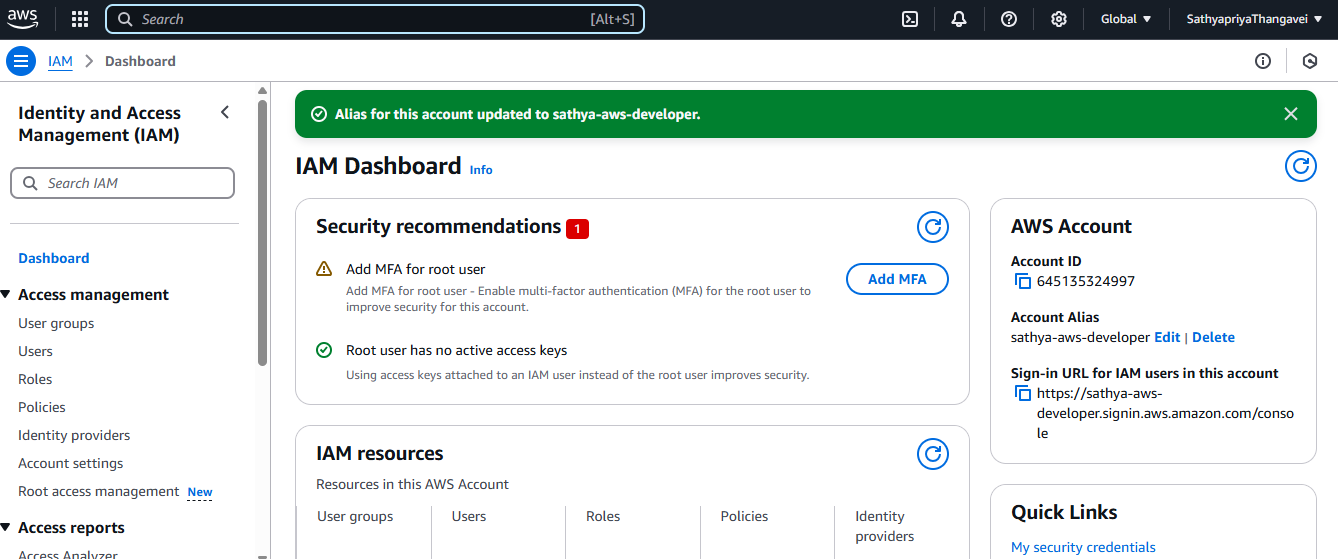 aws
Search
[Alt+S]
Global
SathyapriyaThangavei
IAM
Dashboard
Identity and Access
Management (IAM)
Search IAM
Dashboard
Access management
User groups
Users
Roles
Policies
Identity providers
Account settings
Root access management New
Access reports
Access Analyzer
Alias for this account updated to sathya-aws-developer.
IAM Dashboard Info
Security recommendations 1
Add MFA for root user
Add MFA for root user - Enable multi-factor authentication (MFA) for the root user to
improve security for this account.
Add MFA
Root user has no active access keys
Using access keys attached to an IAM user instead of the root user improves security.
IAM resources
Resources in this AWS Account
User groups
Users
Roles
Policies
Identity
providers
AWS Account
Account ID
645135324997
Account Alias
sathya-aws-developer Edit | Delete
Sign-in URL for IAM users in this account
https://sathya-aws-
developer.signin.aws.amazon.com/conso
le
Quick Links
My security credentials